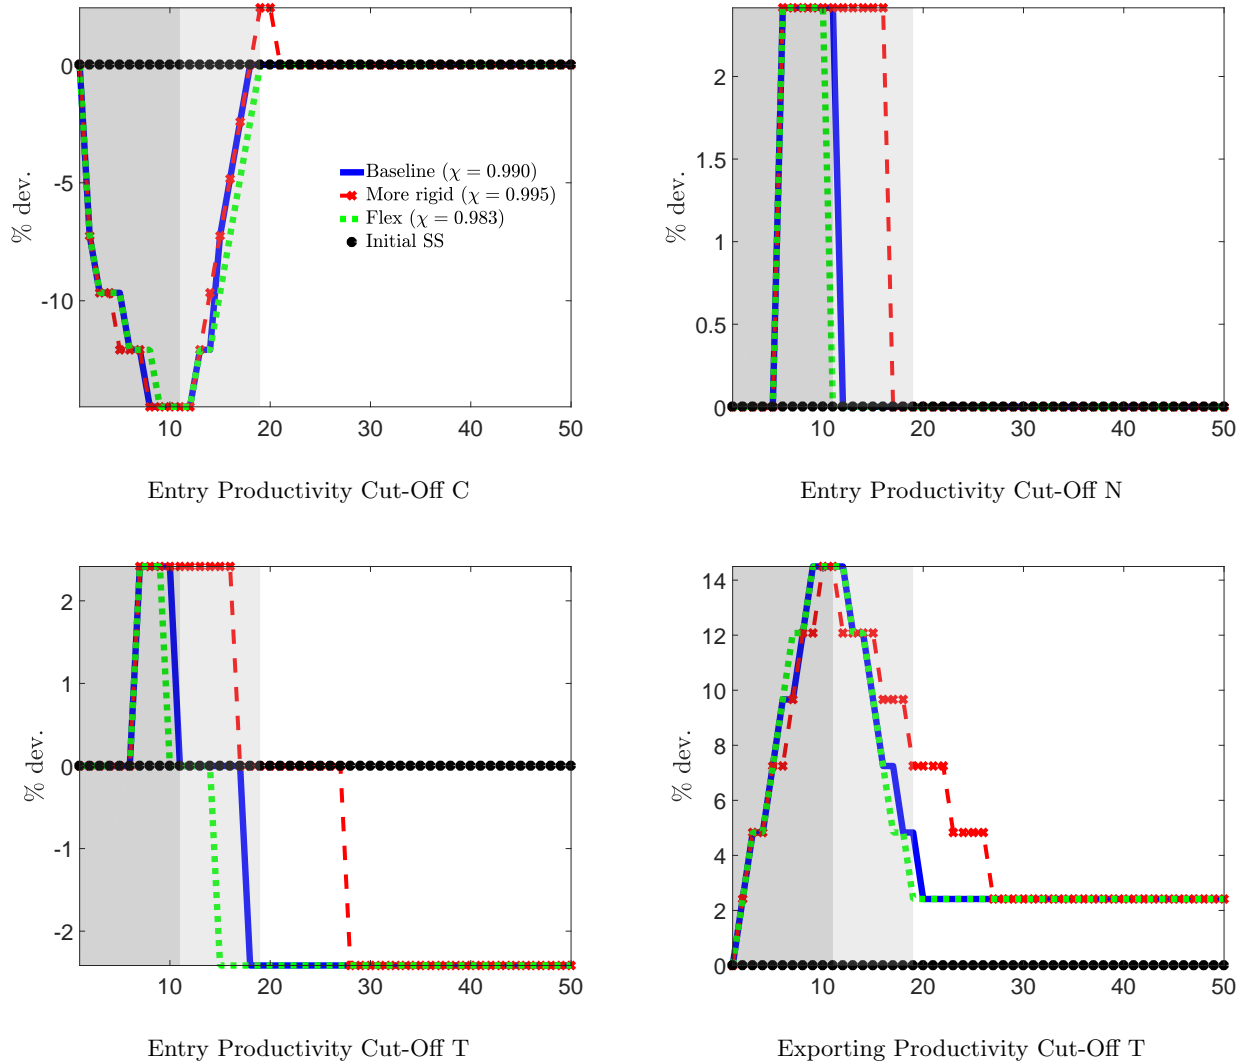 0
-5
-10
% dev.
Baseline (χ = 0.990)
More rigid (χ = 0.995)
Flex (χ = 0.983)
Initial SS
10 20 30 40 50
Entry Productivity Cut-Off C
2
1.5
1
0.5
0
% dev.
10 20 30 40 50
Entry Productivity Cut-Off N
2
1
0
-1
-2
% dev.
10 20 30 40 50
Entry Productivity Cut-Off T
14
12
10
8
6
4
2
0
% dev.
10 20 30 40 50
Exporting Productivity Cut-Off T